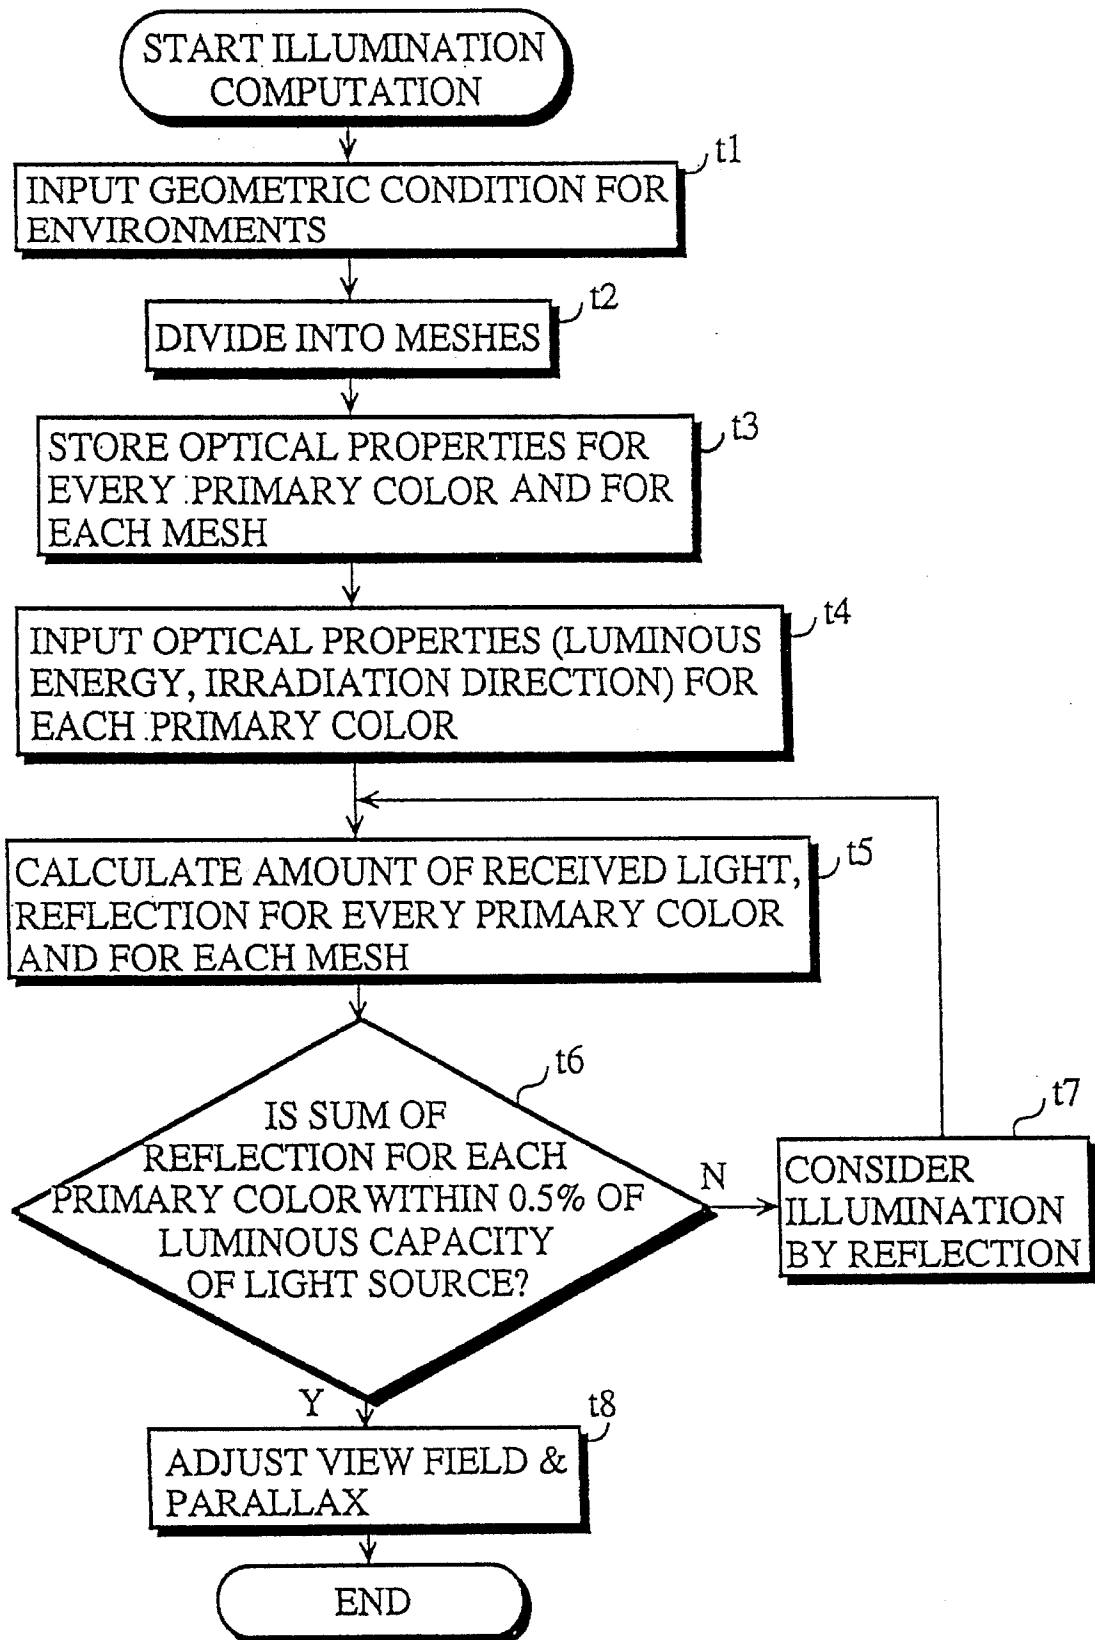 START ILLUMINATION
COMPUTATION
t1
INPUT GEOMETRIC CONDITION FOR
ENVIRONMENTS
t2
DIVIDE INTO MESHES
t3
STORE OPTICAL PROPERTIES FOR
EVERY PRIMARY COLOR AND FOR
EACH MESH
t4
INPUT OPTICAL PROPERTIES (LUMINOUS
ENERGY, IRRADIATION DIRECTION) FOR
EACH PRIMARY COLOR
t5
CALCULATE AMOUNT OF RECEIVED LIGHT,
REFLECTION FOR EVERY PRIMARY COLOR
AND FOR EACH MESH
t6
IS SUM OF
REFLECTION FOR EACH
PRIMARY COLOR WITHIN 0.5% OF
LUMINOUS CAPACITY
OF LIGHT SOURCE?
N
t7
CONSIDER
ILLUMINATION
BY REFLECTION
Y
t8
ADJUST VIEW FIELD &
PARALLAX
END